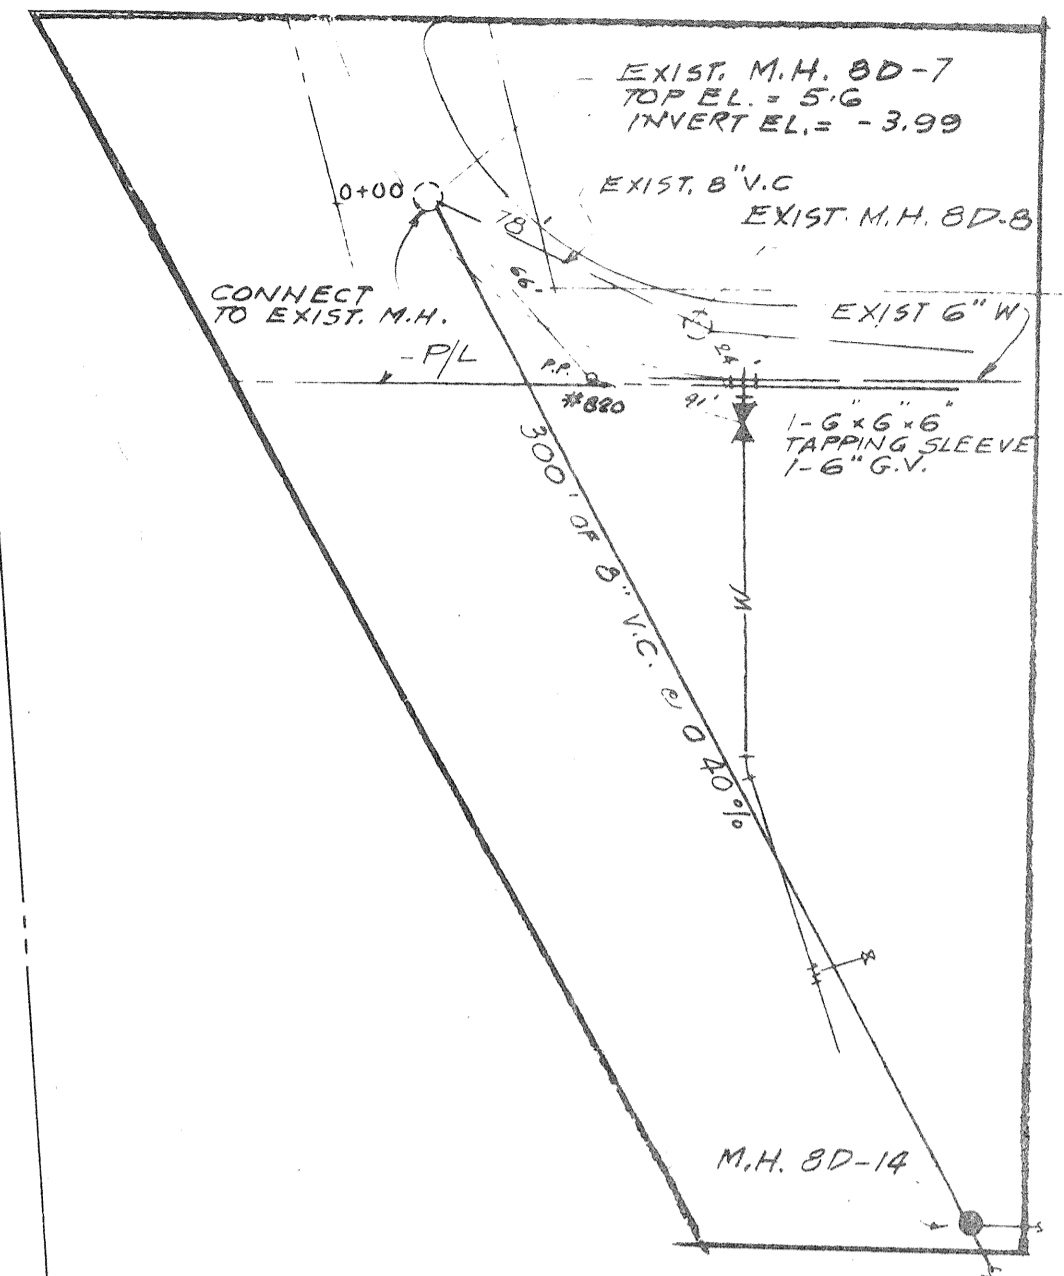 EXIST. M.H. 8D-7
TOP EL. = 5.6
INVERT EL. = -3.99
EXIST. 8" V.C
EXIST. M.H. 8D-8
0+00
78'
66'
CONNECT
TO EXIST. M.H.
EXIST 6" W
P/L
P.P.
#820
24'
91'
1-6"x6"x6"
TAPPING SLEEVE
1-6" G.V.
300' OF 8" V.C. @ 0.40%
W
M.H. 8D-14